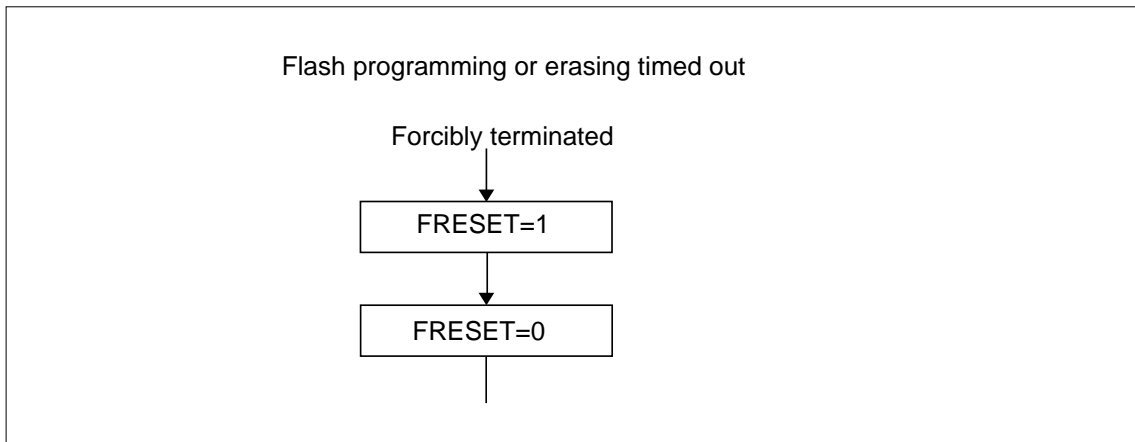 Flash programming or erasing timed out
Forcibly terminated
FRESET=1
FRESET=0